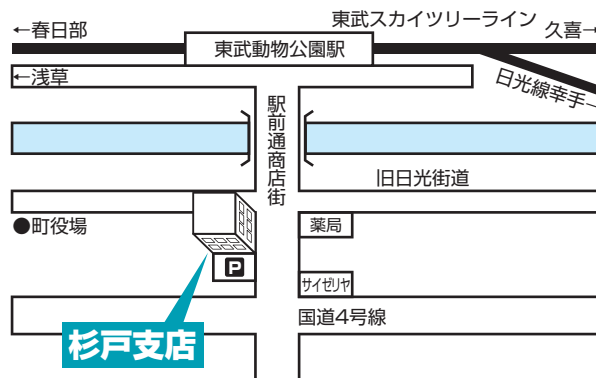 東武スカイツリーライン
←春日部
久喜→
東武動物公園駅
←浅草
日光線幸手→
駅前通商店街
旧日光街道
●町役場
薬局
P
サイゼリヤ
国道4号線
杉戸支店